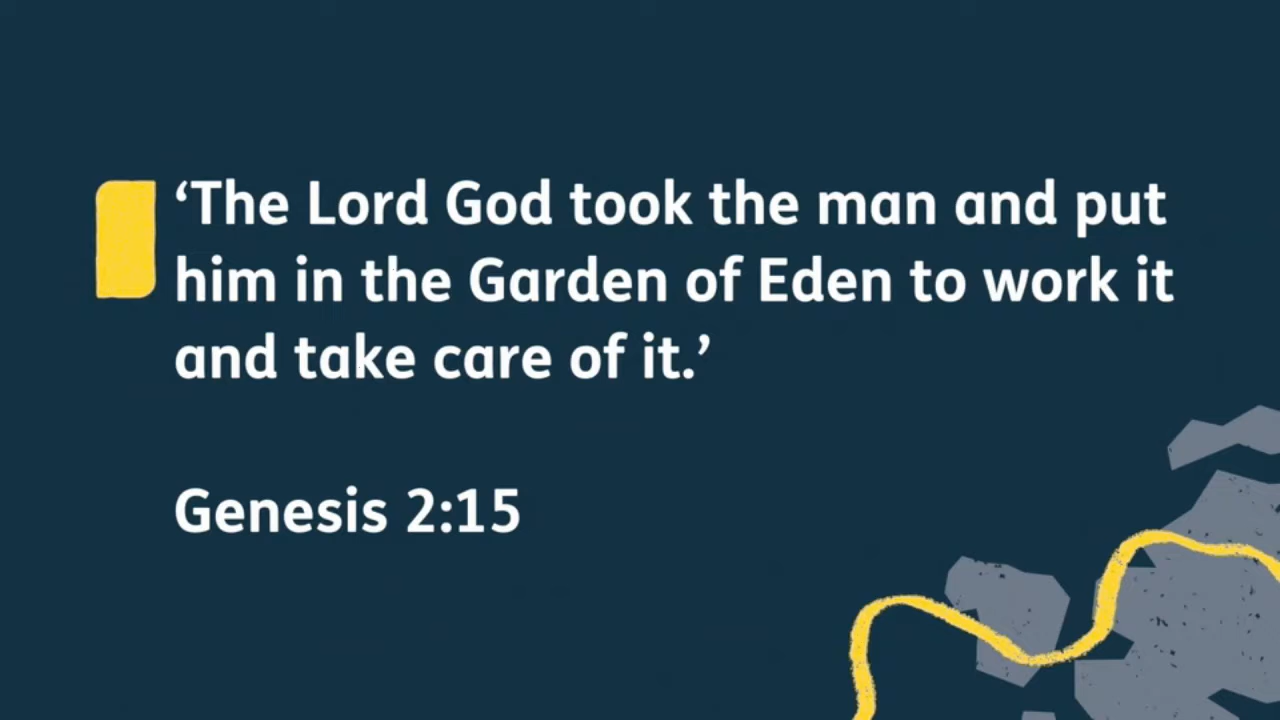 ‘The Lord God took the man and put
him in the Garden of Eden to work it
and take care of it.’
Genesis 2:15